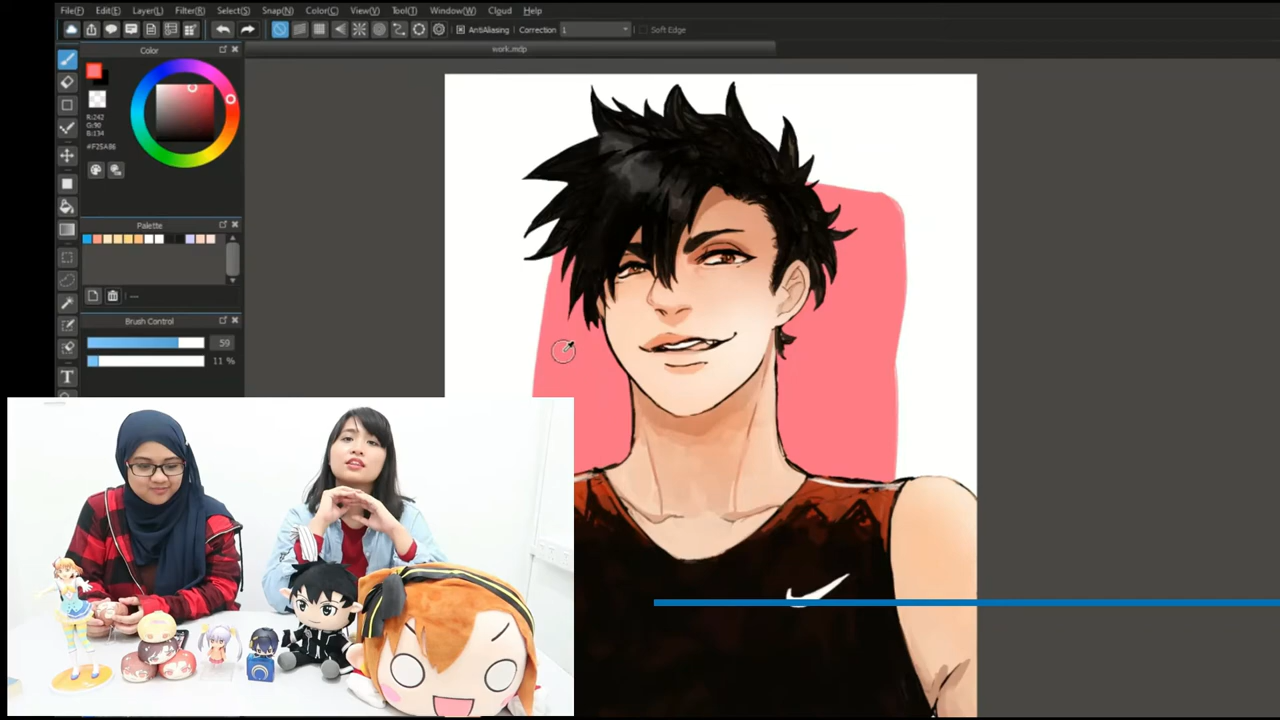 File(F) Edit(E) Layer(L) Filter(R) Select(S) Snap(N) Color(C) View(V) Tool(T) Window(W) Cloud Help
AntiAliasing Correction 1 Soft Edge
work.mdp
Color
R:242
G:90
B:134
#F25A86
Palette
Brush Control
59
11 %
T